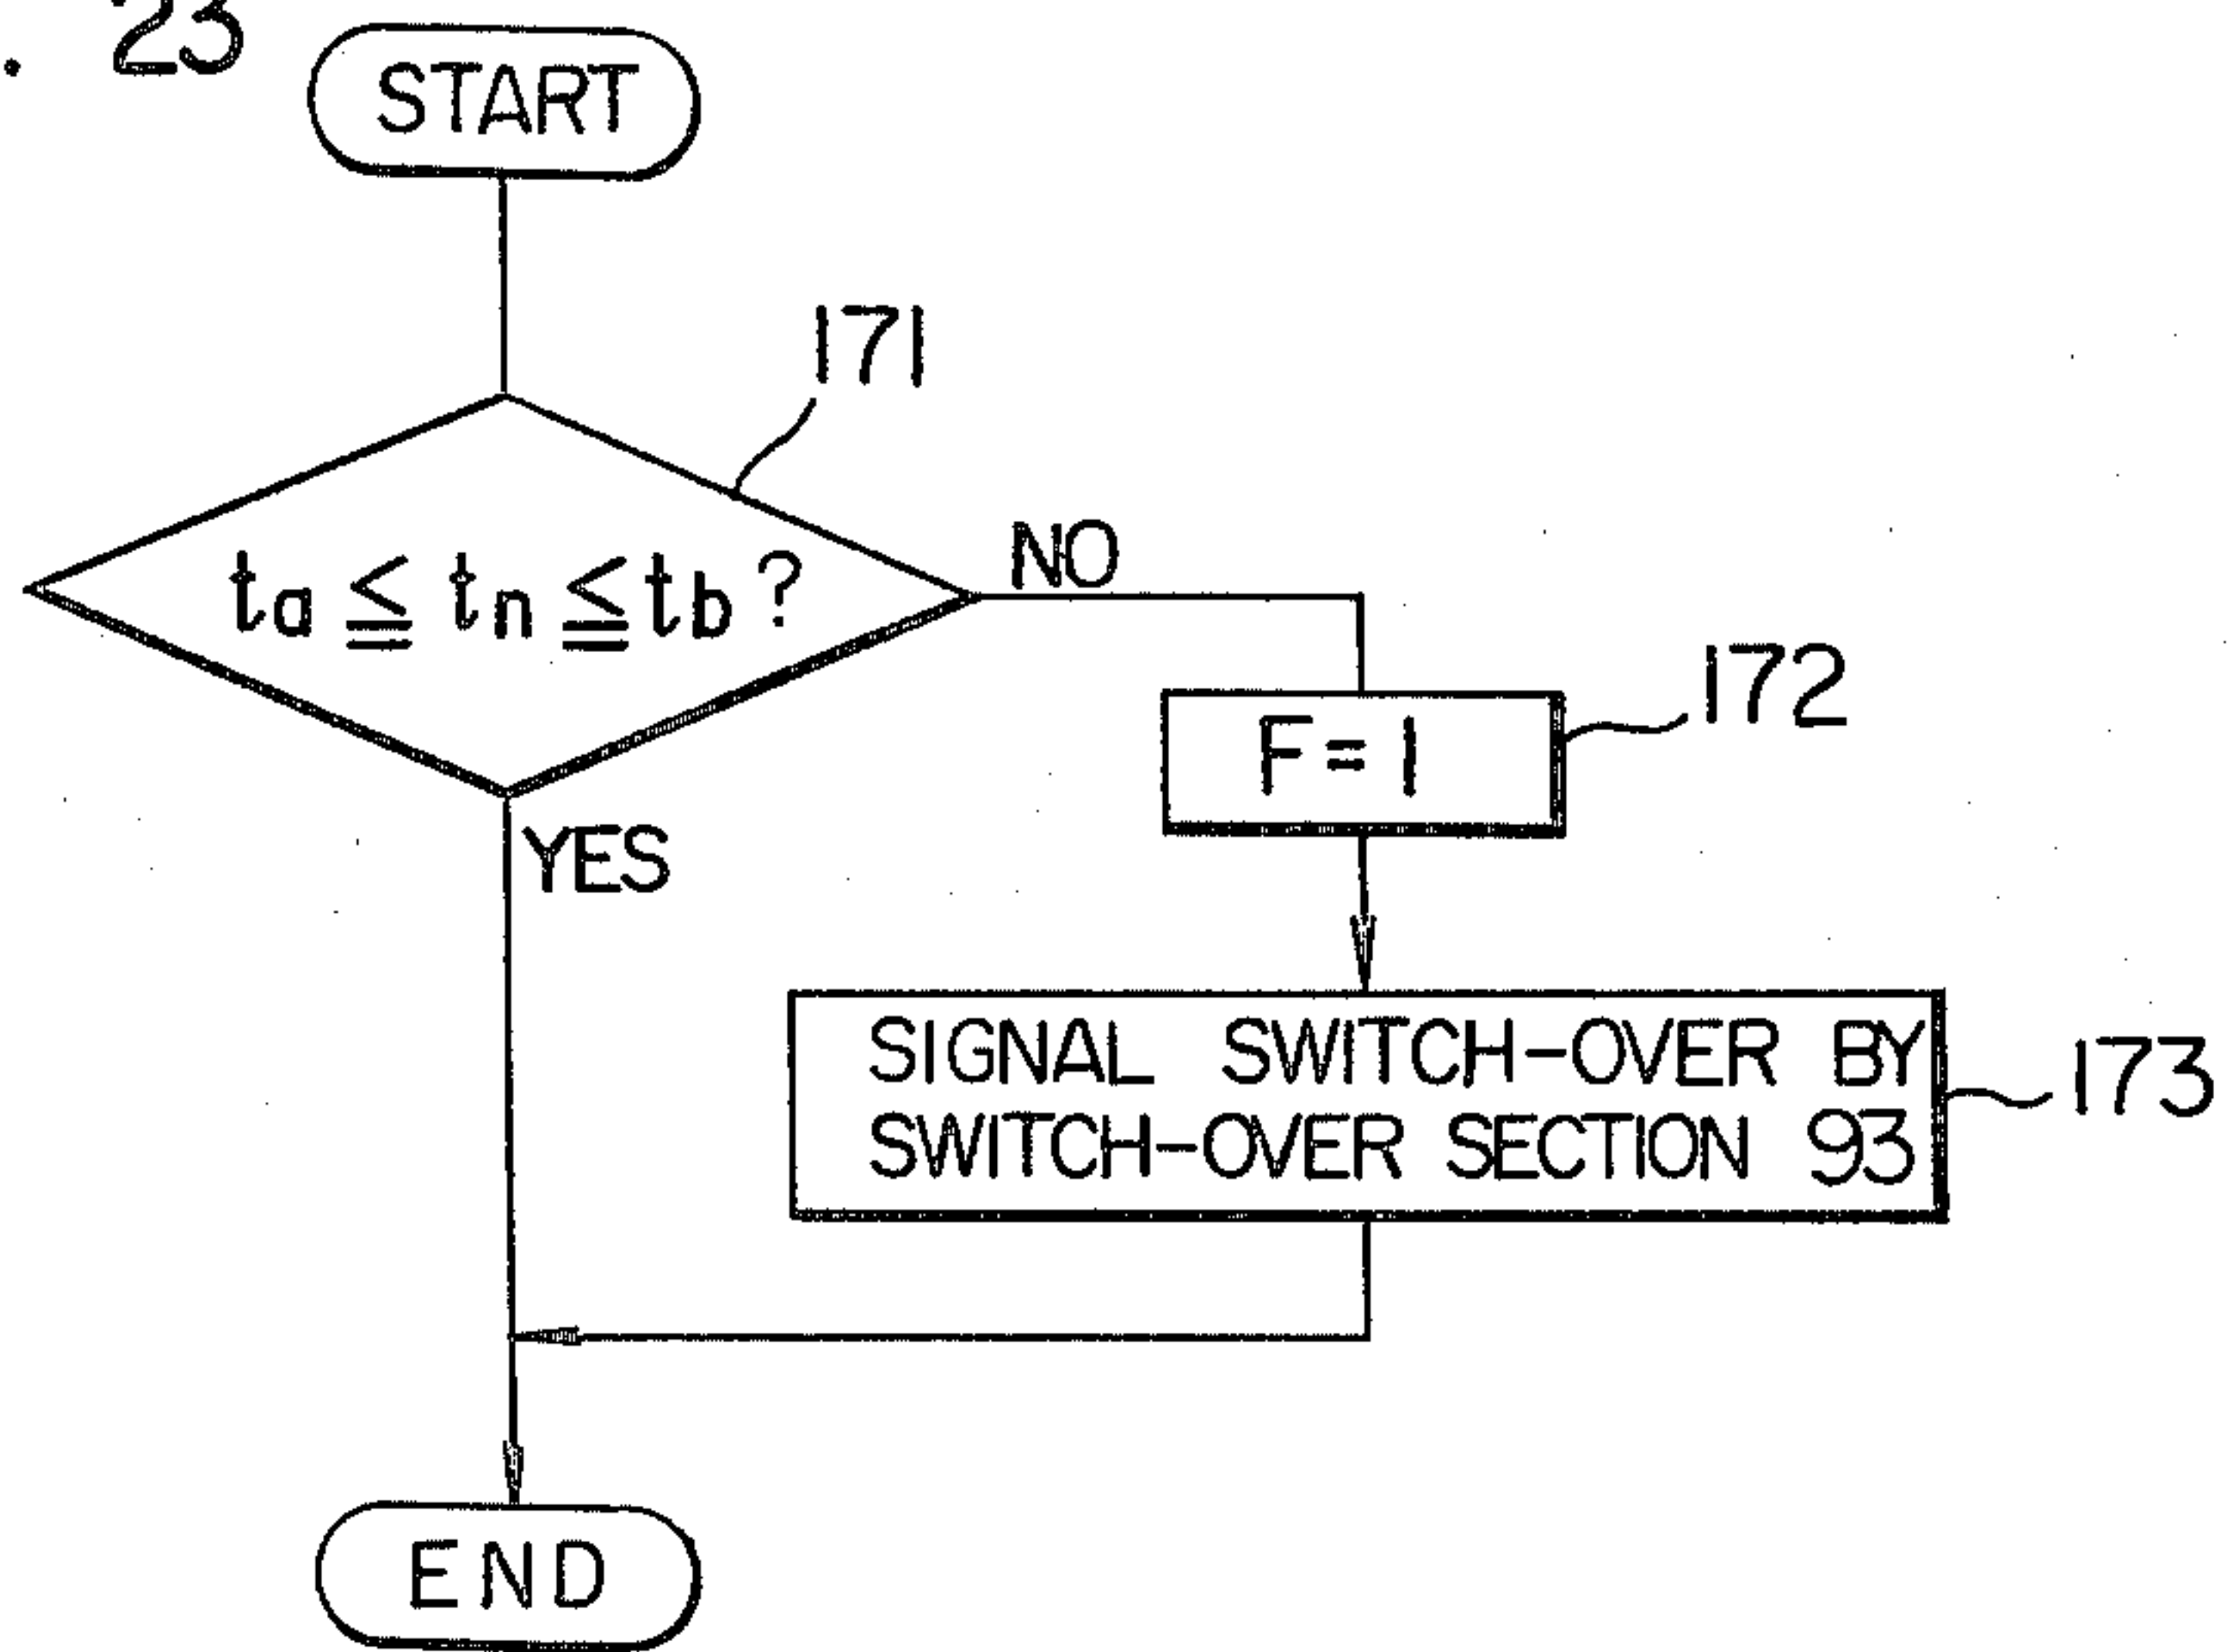 . 23
START
171
ta ≦ tn ≦ tb ?
NO
172
F = 1
YES
SIGNAL SWITCH-OVER BY
SWITCH-OVER SECTION 93
173
END